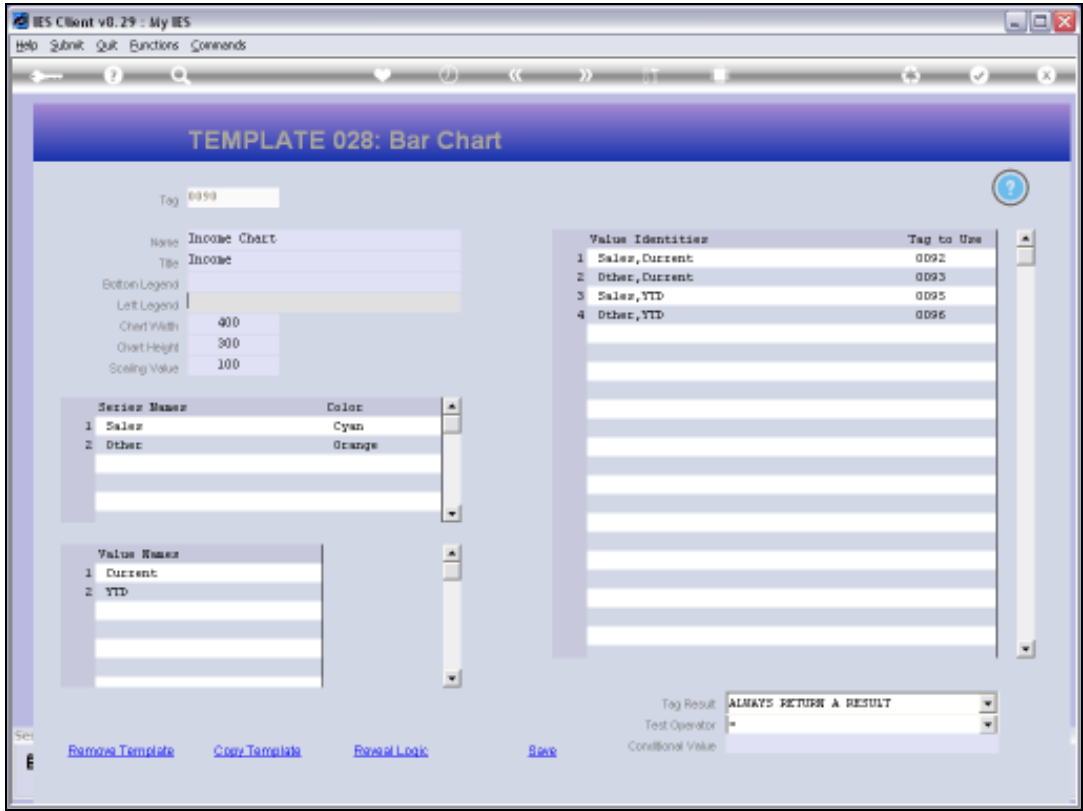 IES Client v8.29 : My IES
Help Submit Quit Functions Commands
TEMPLATE 028: Bar Chart
Tag 0090
Name Income Chart
Title Income
Bottom Legend
Left Legend
Chart Width 400
Chart Height 300
Scaling Value 100
Series Names Color
1 Sales Cyan
2 Other Orange
Value Names
1 Current
2 YTD
Value Identities Tag to Use
1 Sales,Current 0092
2 Other,Current 0093
3 Sales,YTD 0095
4 Other,YTD 0096
Tag Result ALWAYS RETURN A RESULT
Test Operator =
Conditional Value
Remove Template Copy Template Reveal Logic Save